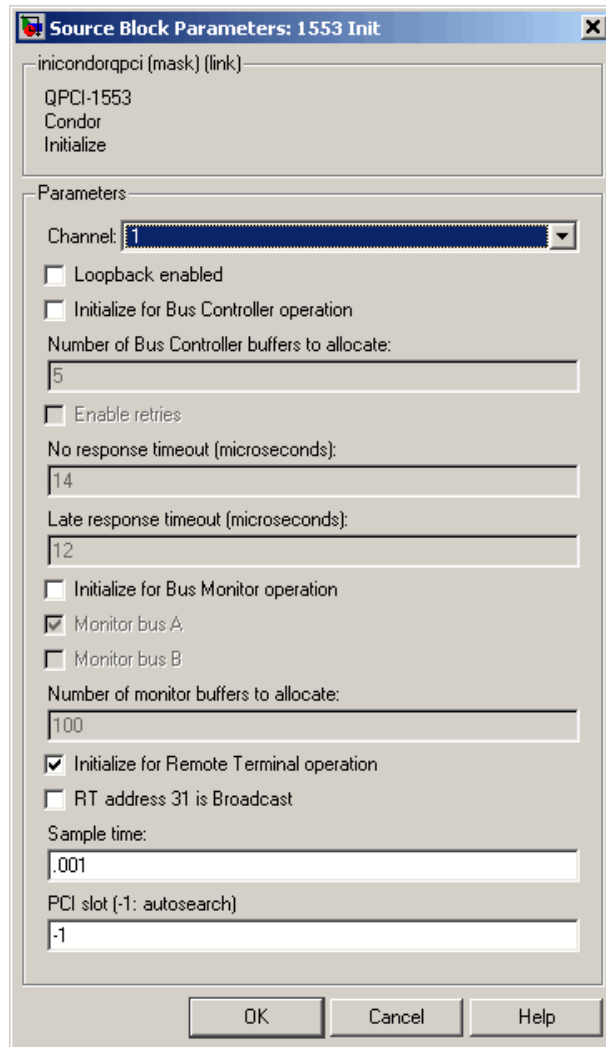 Source Block Parameters: 1553 Init
inicondorqpci (mask) (link)
QPCI-1553
Condor
Initialize
Parameters
Channel: 1
Loopback enabled
Initialize for Bus Controller operation
Number of Bus Controller buffers to allocate:
5
Enable retries
No response timeout (microseconds):
14
Late response timeout (microseconds):
12
Initialize for Bus Monitor operation
Monitor bus A
Monitor bus B
Number of monitor buffers to allocate:
100
Initialize for Remote Terminal operation
RT address 31 is Broadcast
Sample time:
.001
PCI slot (-1: autosearch)
-1
OK Cancel Help